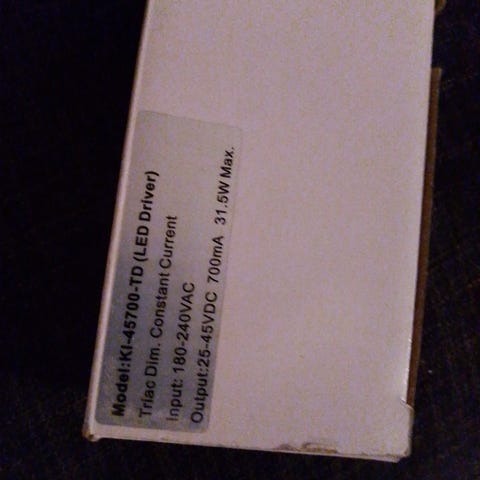 Model:KI-45700-TD (LED Driver)
Triac Dim. Constant Current
Input: 180-240VAC
Output:25-45VDC 700mA 31.5W Max.